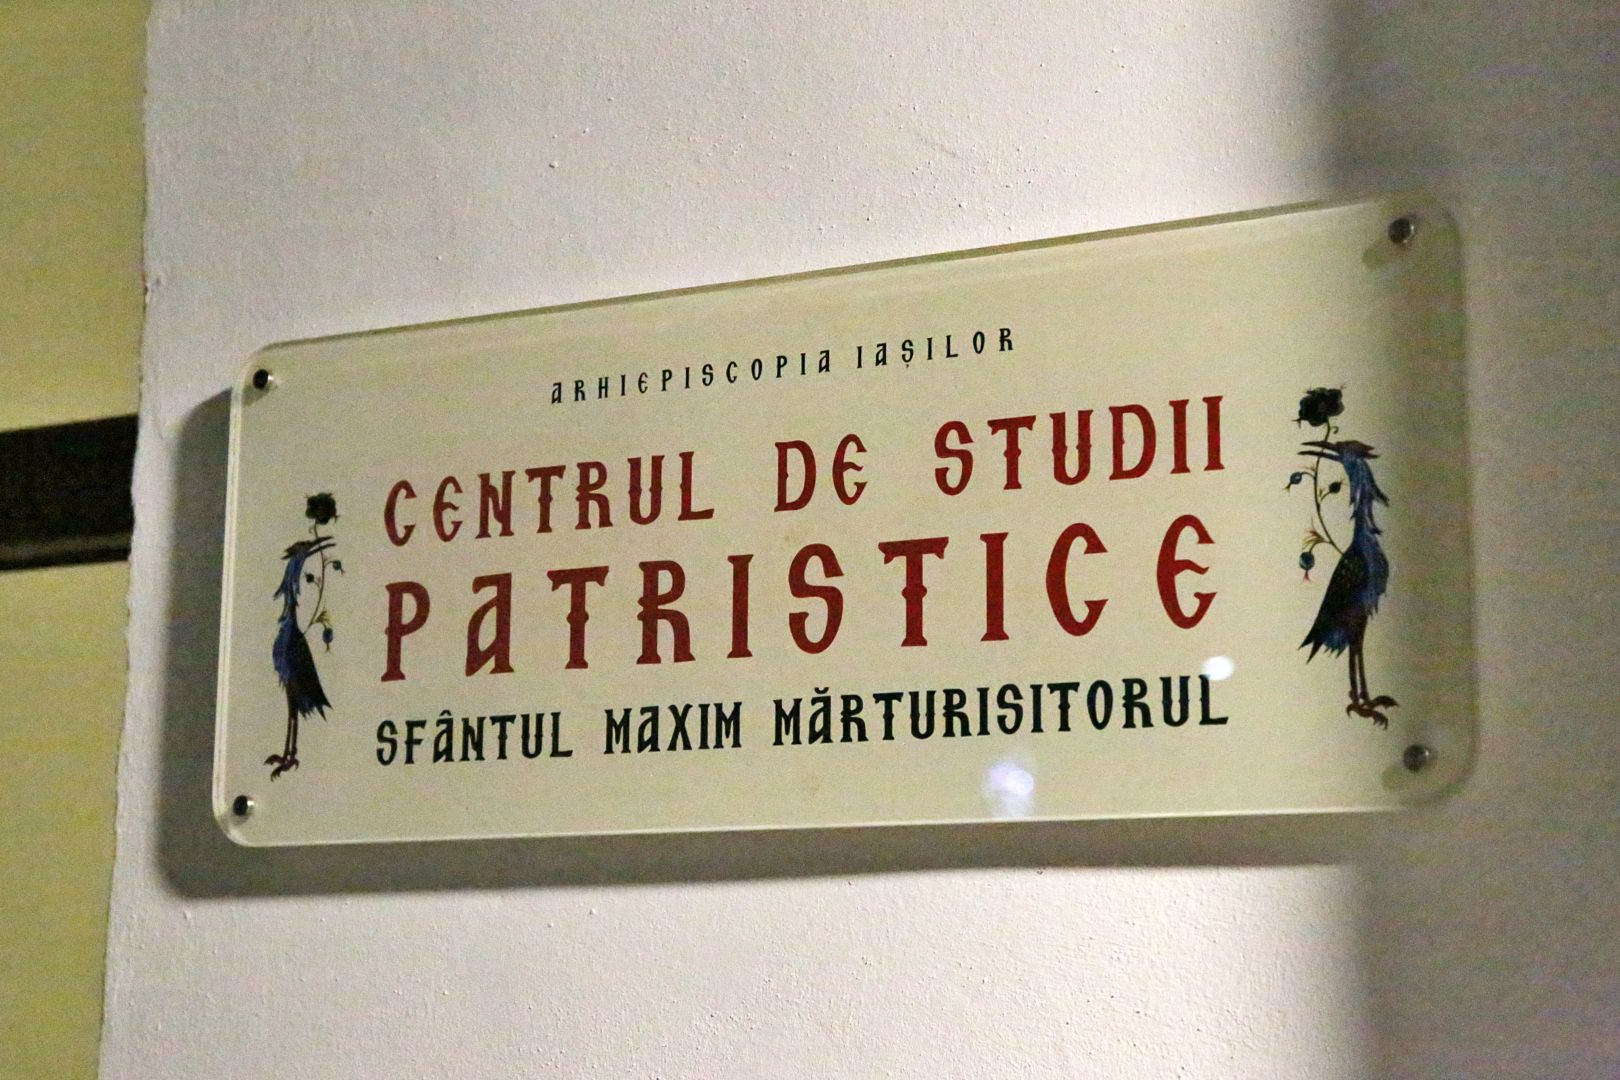 ARHIEPISCOPIA IAȘILOR
CENTRUL DE STUDII
PATRISTICE
SFÂNTUL MAXIM MĂRTURISITORUL